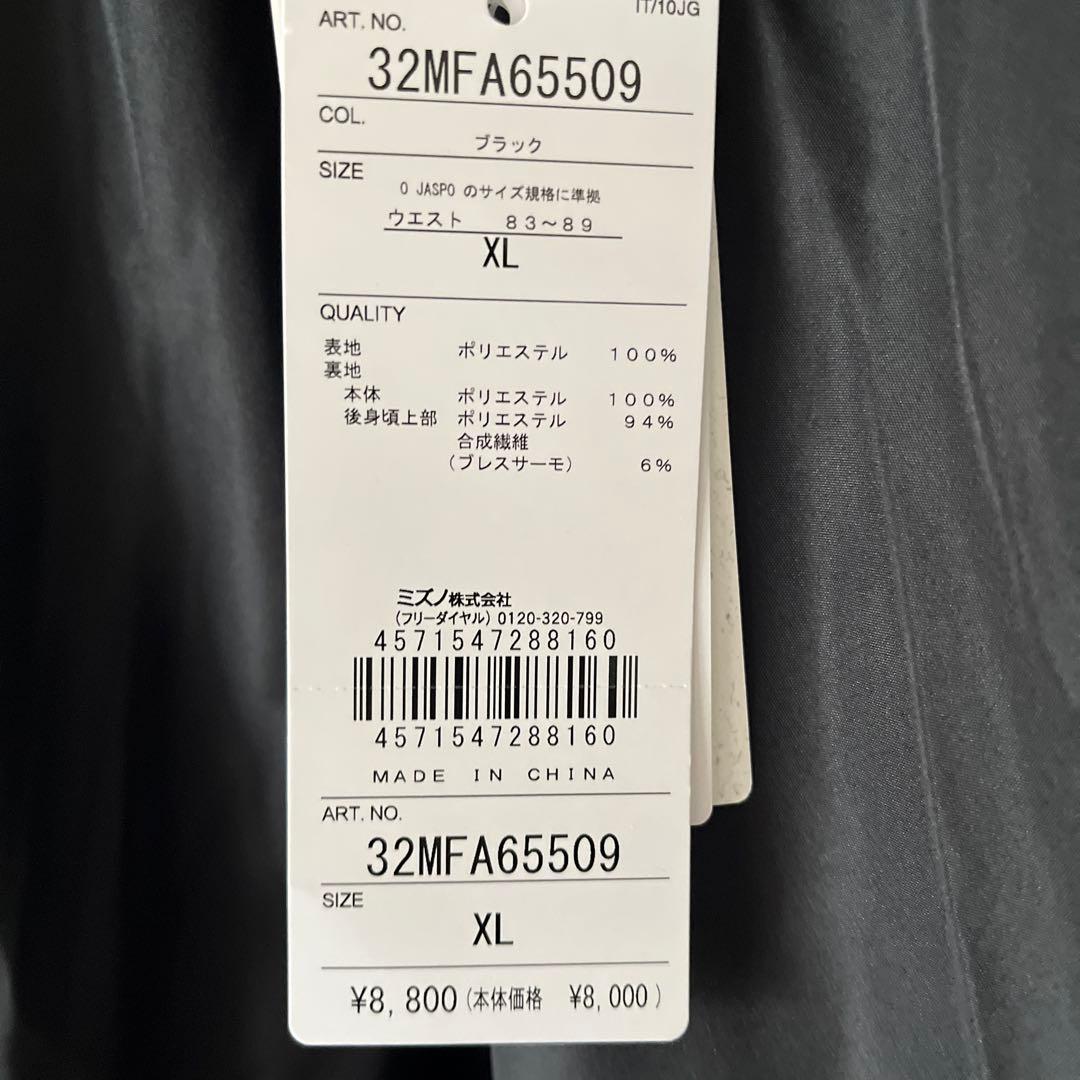 IT/10JG
ART. NO.
32MFA65509
COL.
ブラック
SIZE
O JASPO のサイズ規格に準拠
ウエスト 83〜89
XL
QUALITY
表地 ポリエステル 100%
裏地
本体 ポリエステル 100%
後身頃上部 ポリエステル 94%
合成繊維
(ブレスサーモ) 6%
ミズノ株式会社
(フリーダイヤル) 0120-320-799
4571547288160
4571547288160
MADE IN CHINA
ART. NO.
32MFA65509
SIZE
XL
¥8,800(本体価格 ¥8,000)